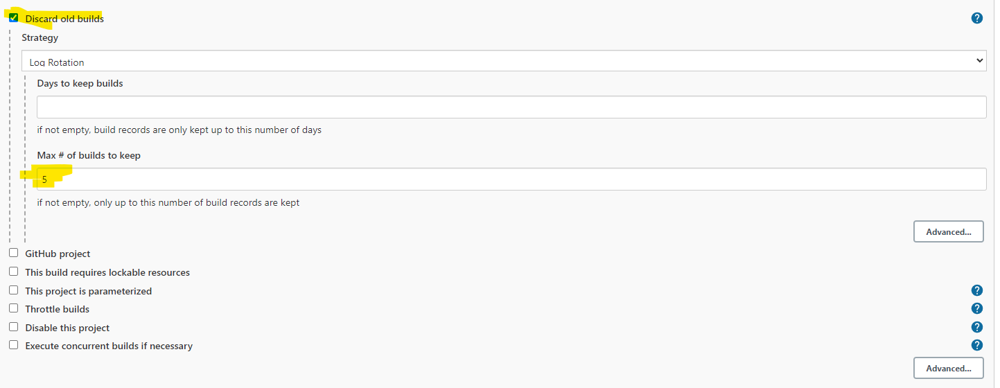 Discard old builds
?
Strategy
Log Rotation
Days to keep builds
if not empty, build records are only kept up to this number of days
Max # of builds to keep
5
if not empty, only up to this number of build records are kept
Advanced...
GitHub project
This build requires lockable resources
This project is parameterized
?
Throttle builds
?
Disable this project
?
Execute concurrent builds if necessary
?
Advanced...